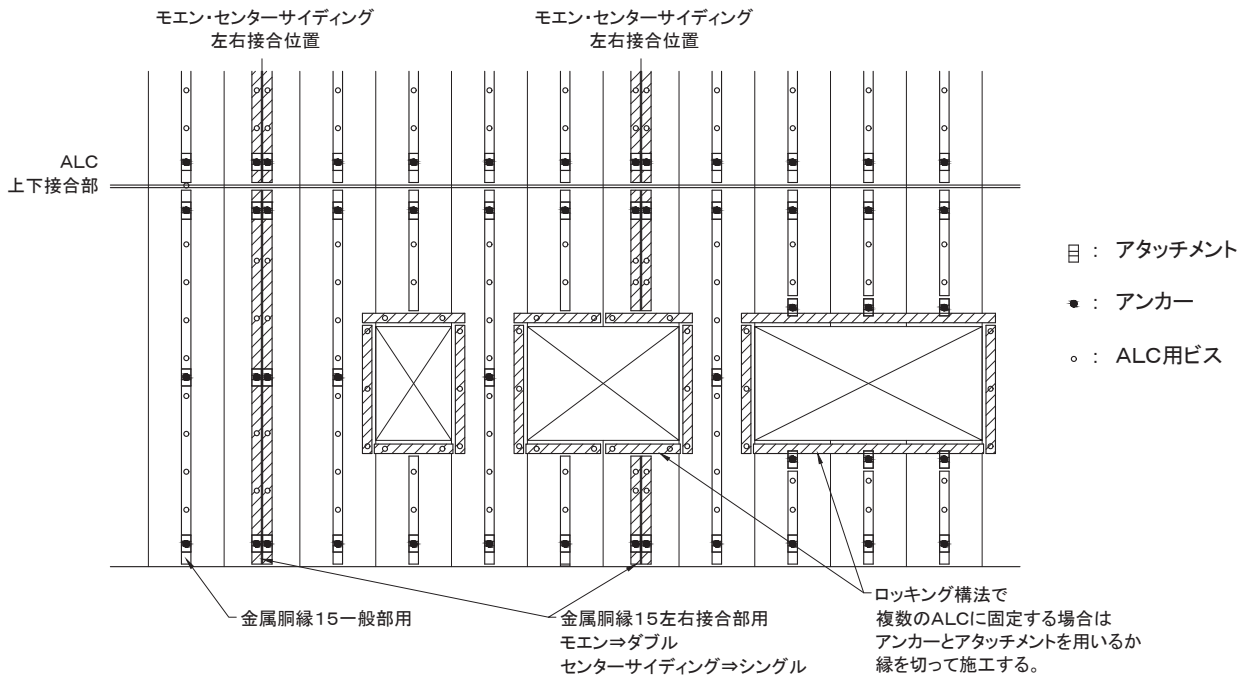 モエン・センターサイディング
左右接合位置
モエン・センターサイディング
左右接合位置
ALC
上下接合部
： アタッチメント
： アンカー
： ALC用ビス
金属胴縁15一般部用
金属胴縁15左右接合部用
モエン⇒ダブル
センターサイディング⇒シングル
ロッキング構法で
複数のALCに固定する場合は
アンカーとアタッチメントを用いるか
縁を切って施工する。